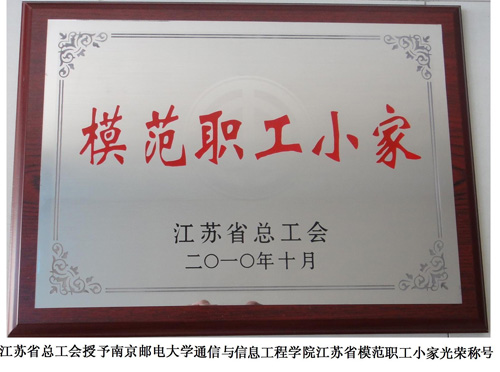 模范职工小家
江苏省总工会
二〇一〇年十月
江苏省总工会授予南京邮电大学通信与信息工程学院江苏省模范职工小家光荣称号